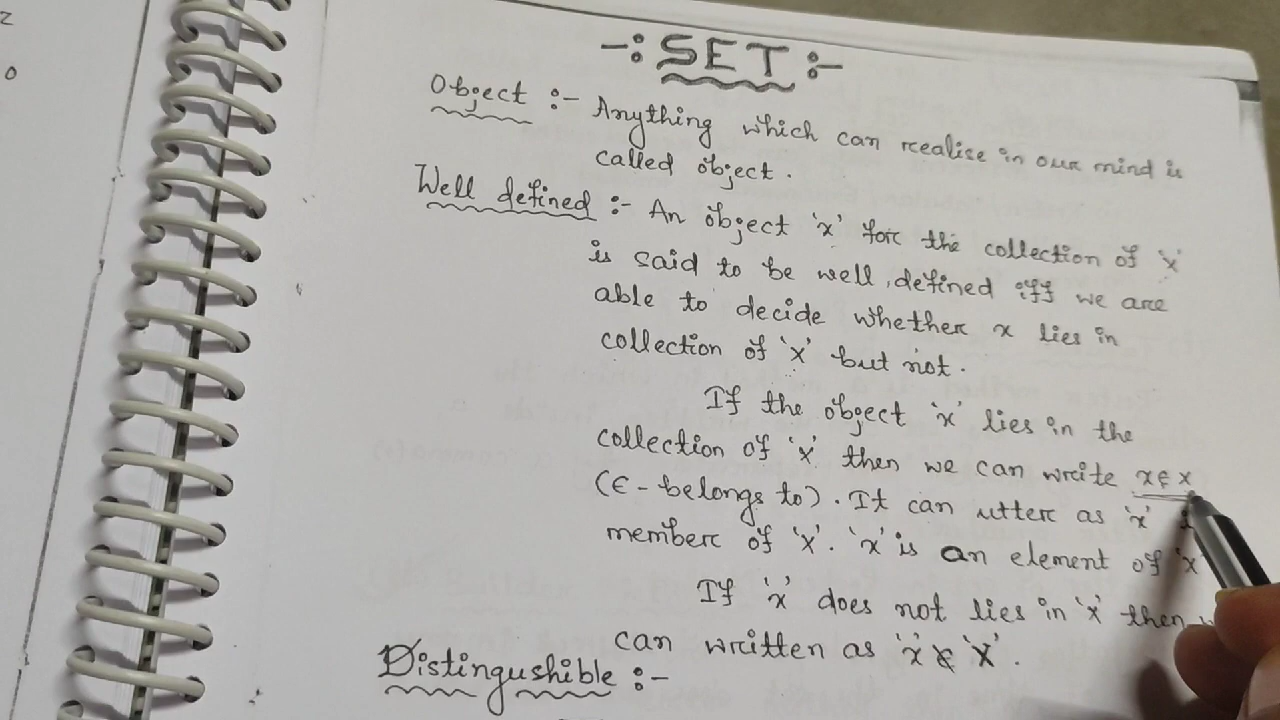 z
o
-: SET :-
Object :- Anything which can realise in our mind is
called object.
Well defined :- An object 'x' for the collection of 'x'
is said to be well defined iff we are
able to decide whether x lies in
collection of 'x' but not.
If the object 'x' lies in the
collection of 'x' then we can write x∈x
(∈ - belongs to). It can utter as 'x'
member of 'x'. 'x' is an element of 'x'
If 'x' does not lies in 'x' then
can written as 'x' ∉ 'x'.
Distingushible :-